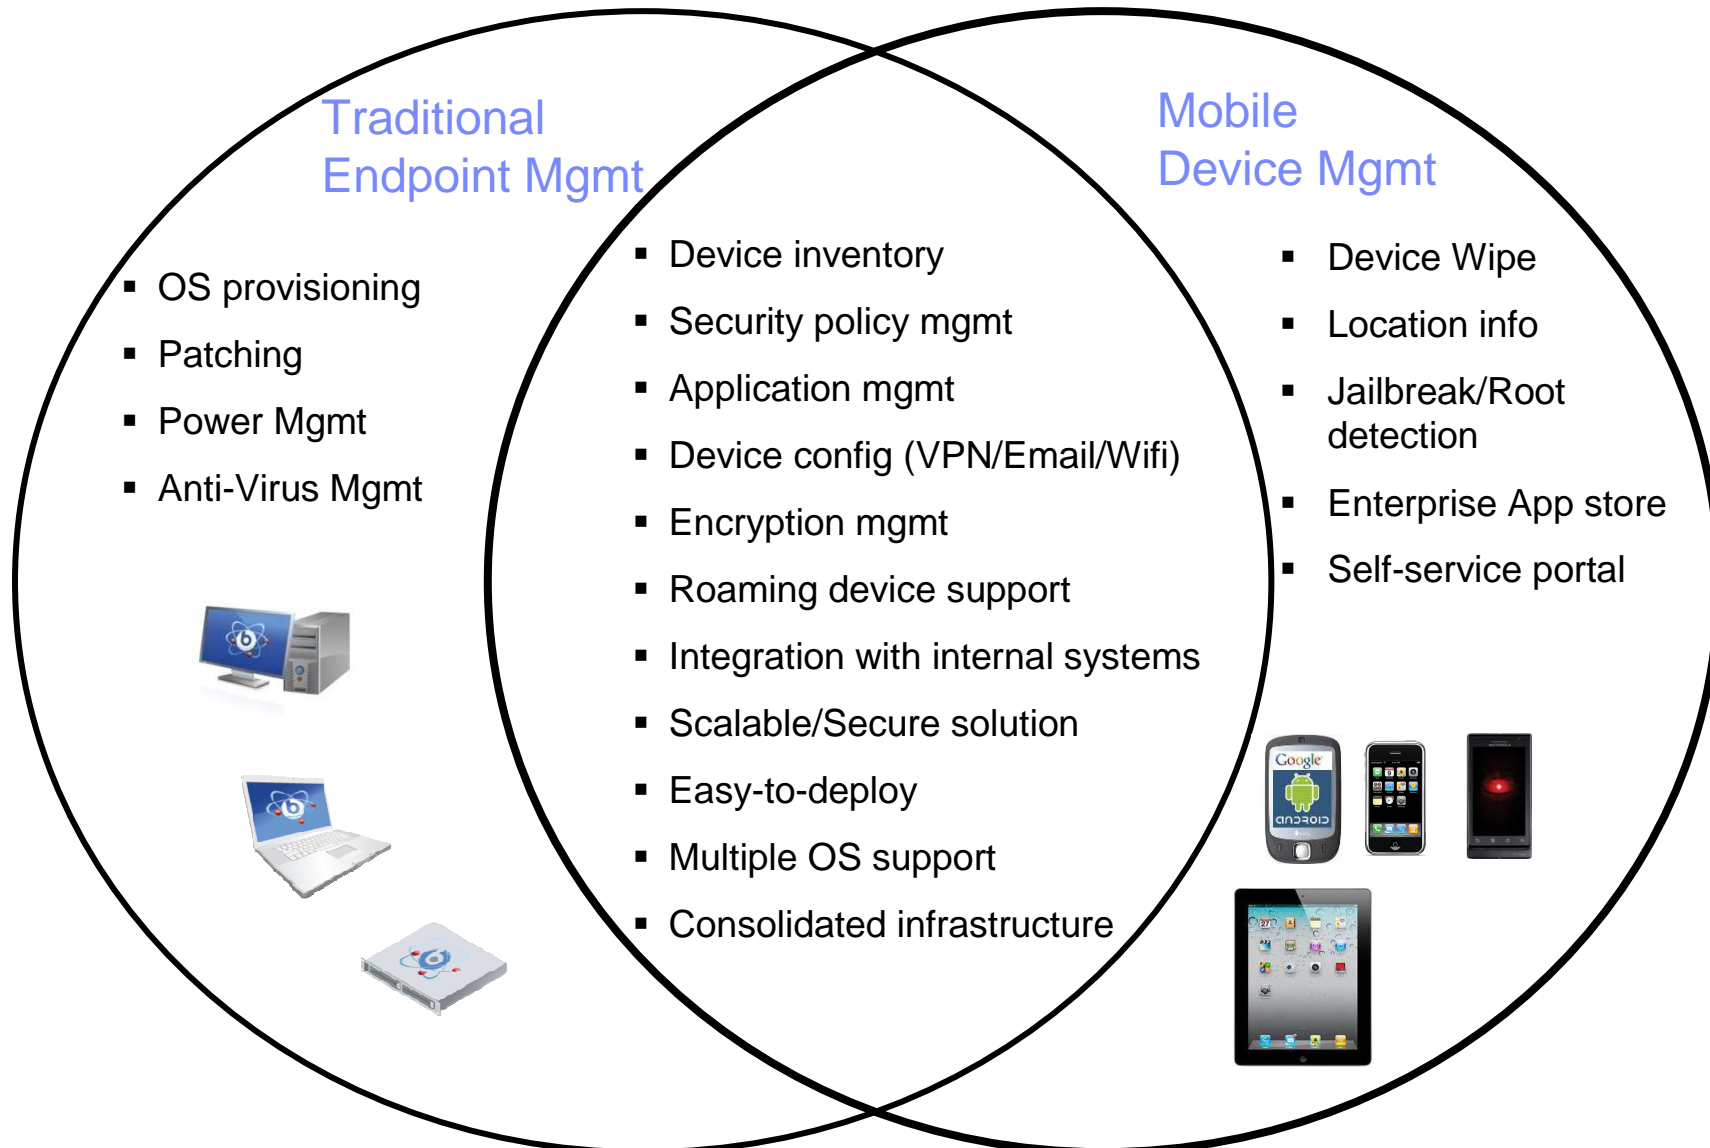 Traditional
Endpoint Mgmt
▪ OS provisioning
▪ Patching
▪ Power Mgmt
▪ Anti-Virus Mgmt
▪ Device inventory
▪ Security policy mgmt
▪ Application mgmt
▪ Device config (VPN/Email/Wifi)
▪ Encryption mgmt
▪ Roaming device support
▪ Integration with internal systems
▪ Scalable/Secure solution
▪ Easy-to-deploy
▪ Multiple OS support
▪ Consolidated infrastructure
Mobile
Device Mgmt
▪ Device Wipe
▪ Location info
▪ Jailbreak/Root
detection
▪ Enterprise App store
▪ Self-service portal
Google
ANDROID